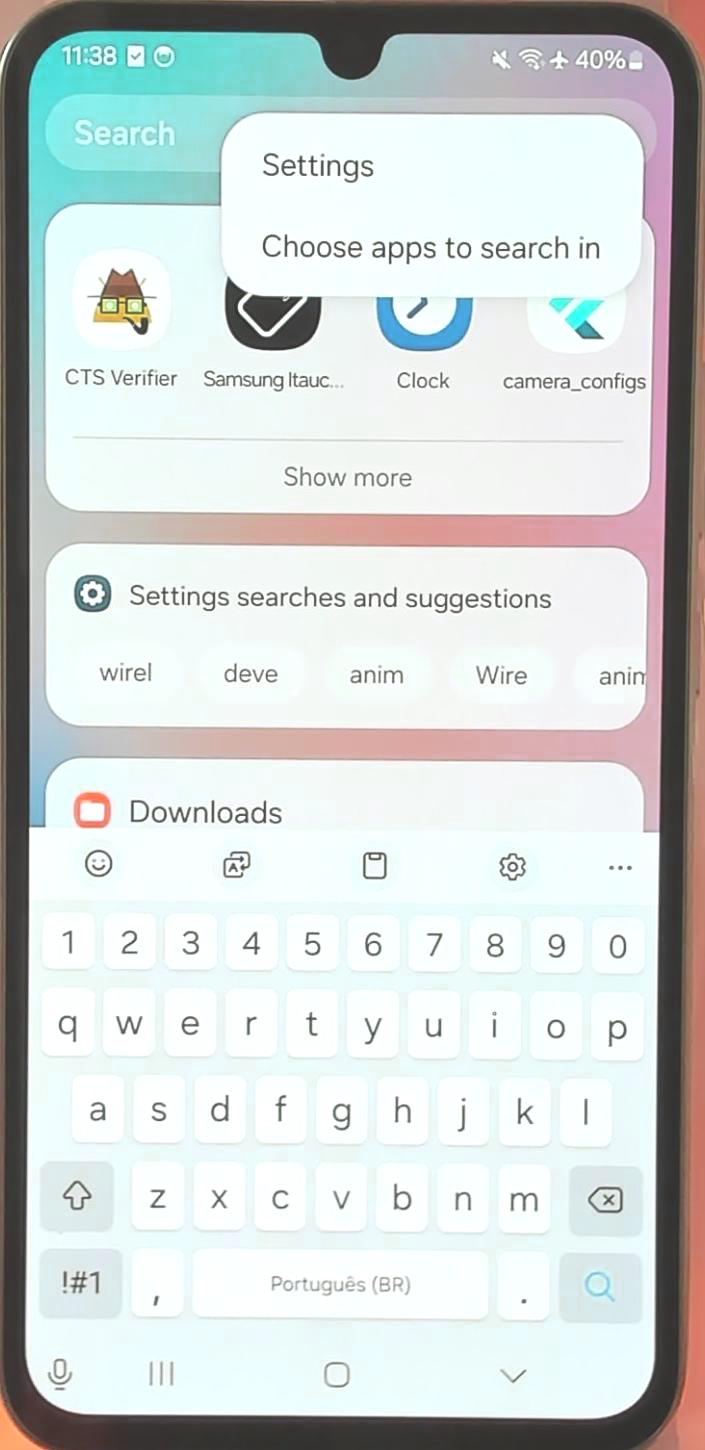 11:38 40%
Search
Settings
Choose apps to search in
CTS Verifier Samsung Itauc... Clock camera_configs
Show more
Settings searches and suggestions
wirel deve anim Wire anim
Downloads
1 2 3 4 5 6 7 8 9 0
q w e r t y u i o p
a s d f g h j k l
z x c v b n m
!#1 , Português (BR) .